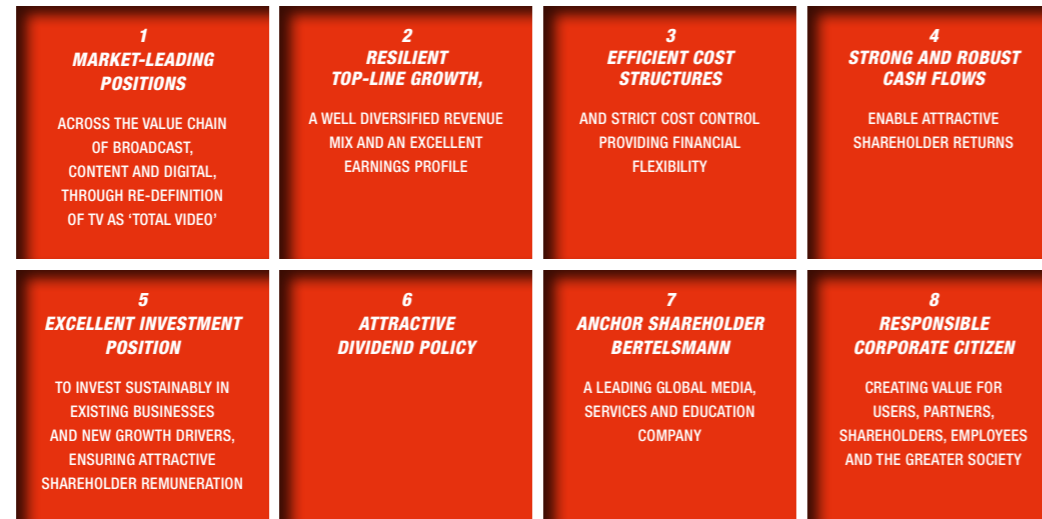 1
MARKET-LEADING
POSITIONS
ACROSS THE VALUE CHAIN
OF BROADCAST,
CONTENT AND DIGITAL,
THROUGH RE-DEFINITION
OF TV AS ‘TOTAL VIDEO’
2
RESILIENT
TOP-LINE GROWTH,
A WELL DIVERSIFIED REVENUE
MIX AND AN EXCELLENT
EARNINGS PROFILE
3
EFFICIENT COST
STRUCTURES
AND STRICT COST CONTROL
PROVIDING FINANCIAL
FLEXIBILITY
4
STRONG AND ROBUST
CASH FLOWS
ENABLE ATTRACTIVE
SHAREHOLDER RETURNS
5
EXCELLENT INVESTMENT
POSITION
TO INVEST SUSTAINABLY IN
EXISTING BUSINESSES
AND NEW GROWTH DRIVERS,
ENSURING ATTRACTIVE
SHAREHOLDER REMUNERATION
6
ATTRACTIVE
DIVIDEND POLICY
7
ANCHOR SHAREHOLDER
BERTELSMANN
A LEADING GLOBAL MEDIA,
SERVICES AND EDUCATION
COMPANY
8
RESPONSIBLE
CORPORATE CITIZEN
CREATING VALUE FOR
USERS, PARTNERS,
SHAREHOLDERS, EMPLOYEES
AND THE GREATER SOCIETY